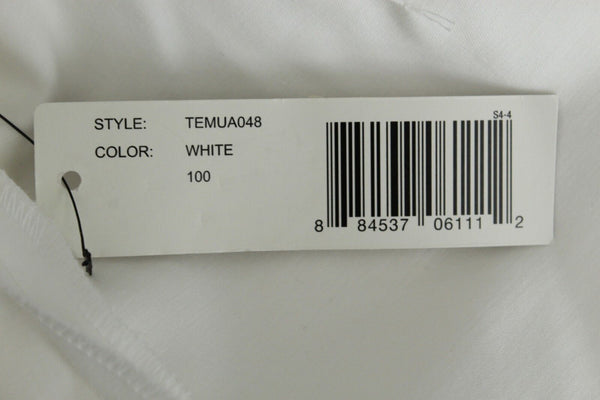 STYLE: TEMUA048
COLOR: WHITE
100
S4-4
8 84537 06111 2